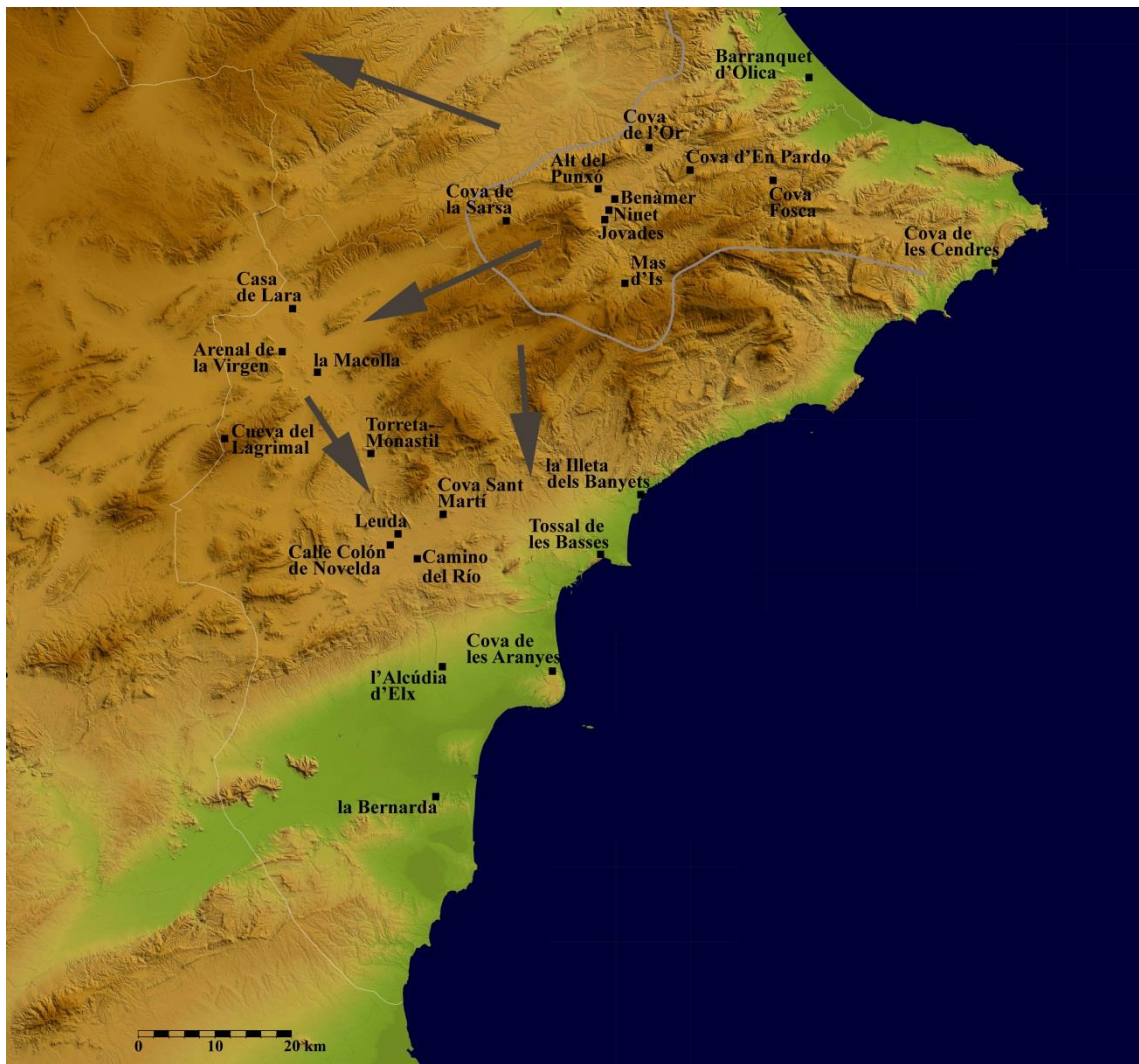 Barranquet
d'Olica
Cova
de l'Or
Cova d'En Pardo
Alt del
Punxó
Cova
Fosca
Benàmer
Niuet
Jovades
Cova de
la Sarsa
Cova de
les Cendres
Mas
d'Is
Casa
de Lara
Arenal de
la Virgen
la Macolla
Cueva del
Lagrimal
Torreta-
Monastil
la Illeta
dels Banyets
Cova Sant
Martí
Leuda
Tossal de
les Basses
Calle Colón
de Novelda
Camino
del Río
Cova de
les Aranyes
l'Alcúdia
d'Elx
la Bernarda
0 10 20 km